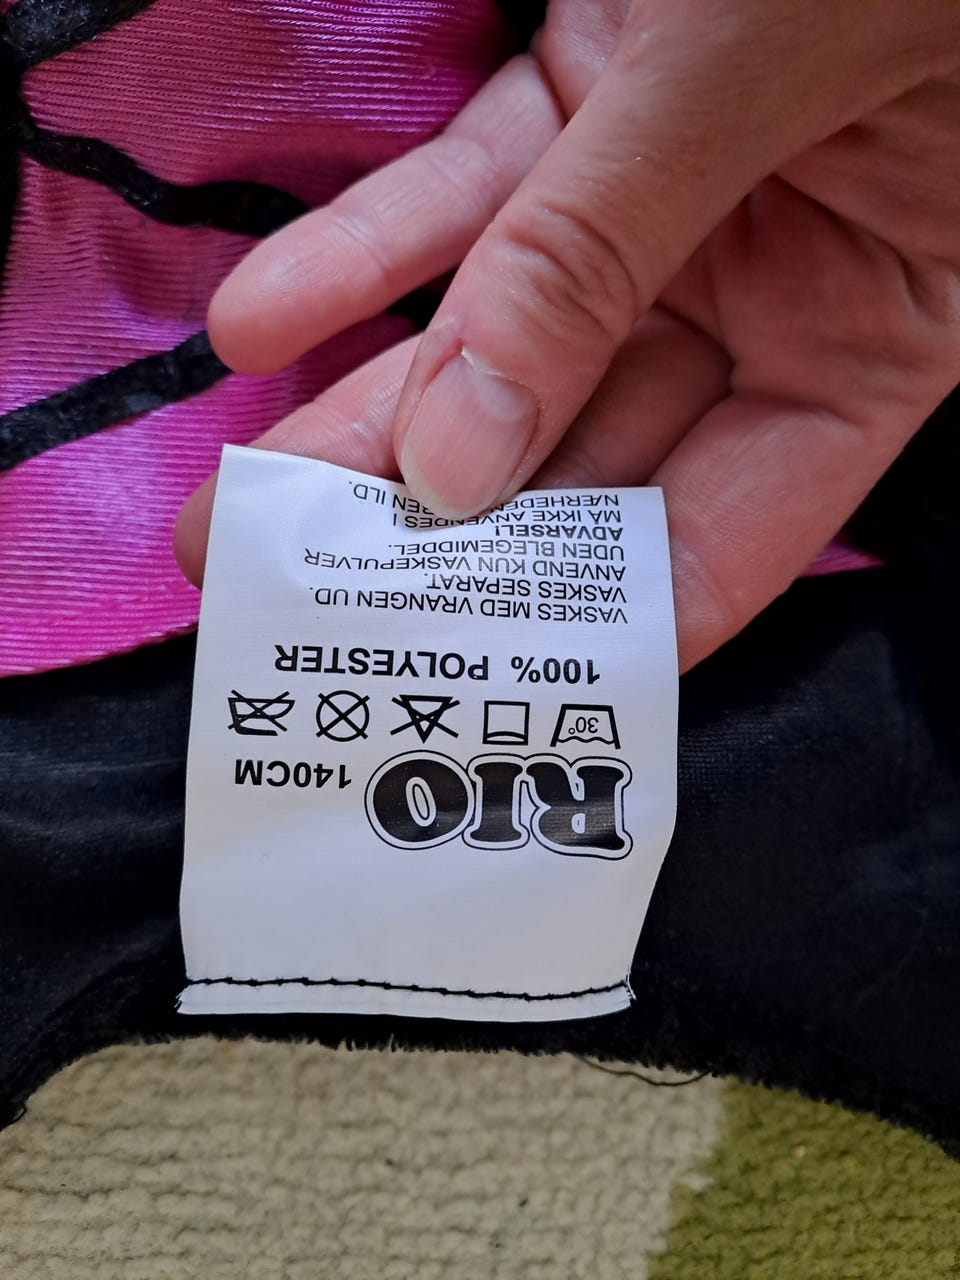 RIO 140CM
30°
100% POLYESTER
VASKES MED VRANGEN UD.
VASKES SEPARAT.
ANVEND KUN VASKEPULVER
UDEN BLEGEMIDDEL.
ADVARSEL!
MÅ IKKE ANVENDES I
NÆRHEDEN ILD.